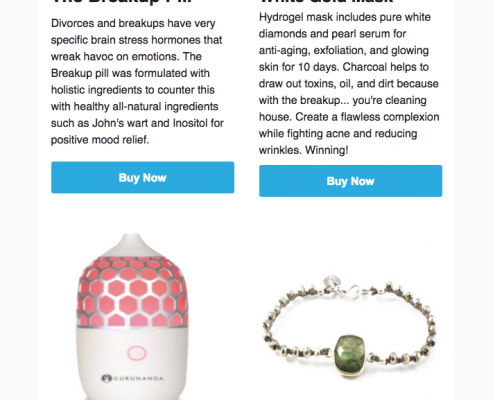 The Breakup Pill
Divorces and breakups have very
specific brain stress hormones that
wreak havoc on emotions. The
Breakup pill was formulated with
holistic ingredients to counter this
with healthy all-natural ingredients
such as John's wart and Inositol for
positive mood relief.
Buy Now
White Gold Mask
Hydrogel mask includes pure white
diamonds and pearl serum for
anti-aging, exfoliation, and glowing
skin for 10 days. Charcoal helps to
draw out toxins, oil, and dirt because
with the breakup... you're cleaning
house. Create a flawless complexion
while fighting acne and reducing
wrinkles. Winning!
Buy Now
GURUNANDA